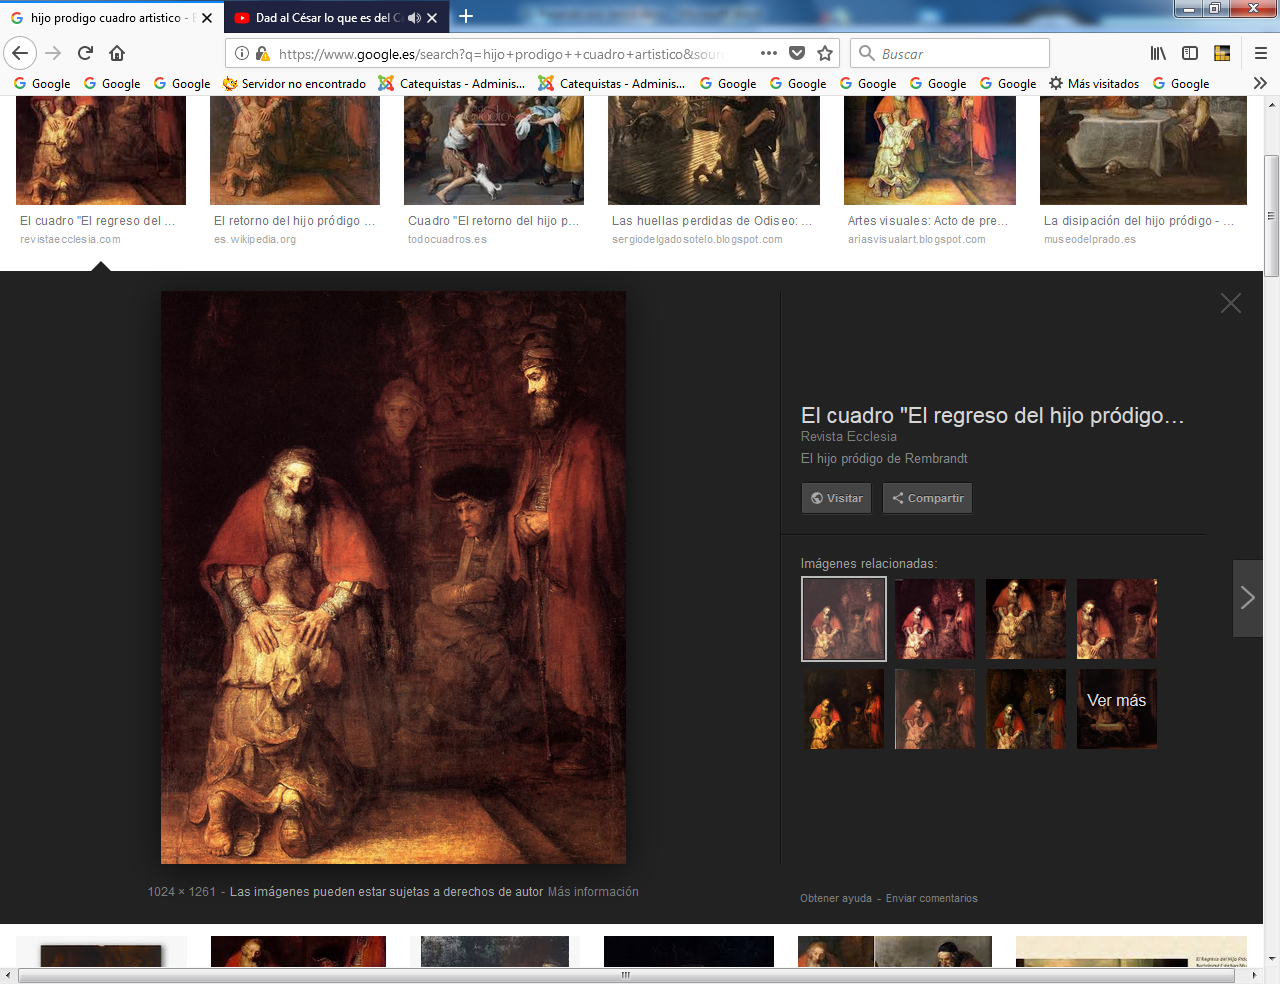 hijo prodigo cuadro artistico - 
Dad al César lo que es del C
https://www.google.es/search?q=hijo+prodigo++cuadro+artistico&sour
Buscar
Google
Google
Google
Servidor no encontrado
Catequistas - Adminis...
Catequistas - Adminis...
Google
Google
Google
Google
Google
Más visitados
Google
El cuadro "El regreso del ...
El retorno del hijo pródigo ...
Cuadro "El retorno del hijo p...
Las huellas perdidas de Odiseo: ...
Artes visuales: Acto de pre...
La disipación del hijo pródigo - ...
revistaecclesia.com
es.wikipedia.org
todocuadros.es
sergiodelgadosotelo.blogspot.com
ariasvisualart.blogspot.com
museodelprado.es
El cuadro "El regreso del hijo pródigo...
Revista Ecclesia
El hijo pródigo de Rembrandt
Visitar
Compartir
Imágenes relacionadas:
Ver más
1024 × 1261 - Las imágenes pueden estar sujetas a derechos de autor Más información
Obtener ayuda - Enviar comentarios